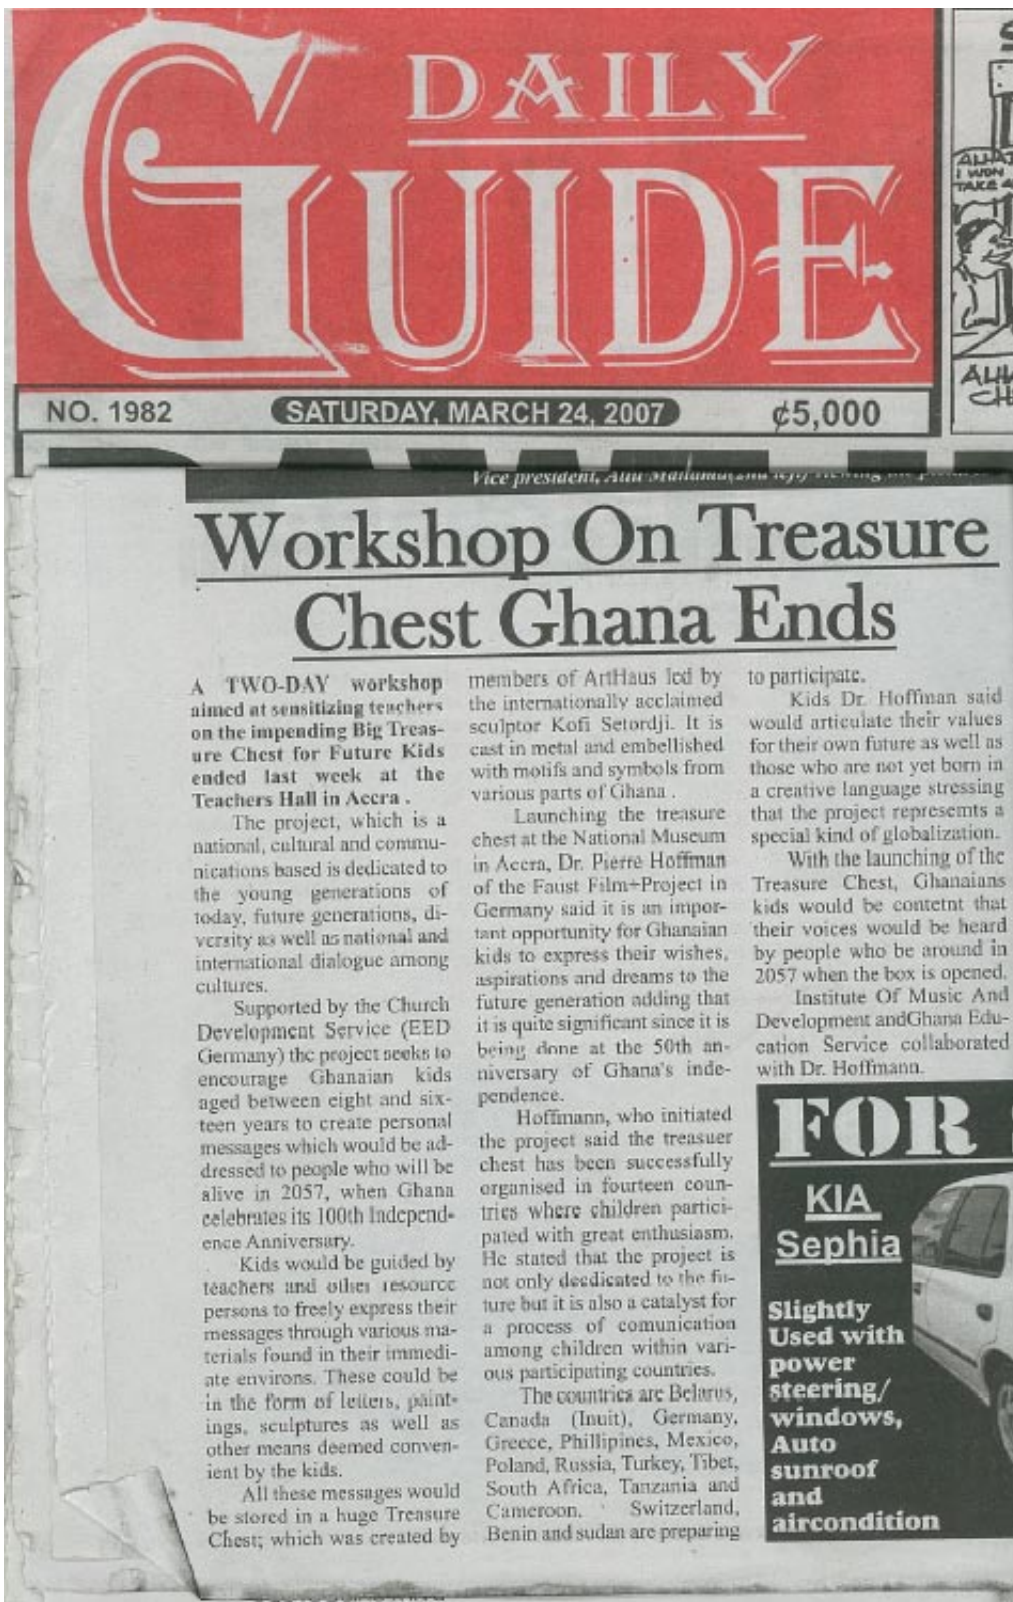 DAILY
GUIDE
NO. 1982
SATURDAY, MARCH 24, 2007
¢5,000
ALHAJ
I WON
TAKE
Vice president,
Workshop On Treasure
Chest Ghana Ends
A TWO-DAY workshop
aimed at sensitizing teachers
on the impending Big Treas-
ure Chest for Future Kids
ended last week at the
Teachers Hall in Accra .
The project, which is a
national, cultural and commu-
nications based is dedicated to
the young generations of
today, future generations, di-
versity as well as national and
international dialogue among
cultures.
Supported by the Church
Development Service (EED
Germany) the project seeks to
encourage Ghanaian kids
aged between eight and six-
teen years to create personal
messages which would be ad-
dressed to people who will be
alive in 2057, when Ghana
celebrates its 100th Independ-
ence Anniversary.
Kids would be guided by
teachers and other resource
persons to freely express their
messages through various ma-
terials found in their immedi-
ate environs. These could be
in the form of letters, paint-
ings, sculptures as well as
other means deemed conven-
ient by the kids.
All these messages would
be stored in a huge Treasure
Chest; which was created by
members of ArtHaus led by
the internationally acclaimed
sculptor Kofi Setordji. It is
cast in metal and embellished
with motifs and symbols from
various parts of Ghana .
Launching the treasure
chest at the National Museum
in Accra, Dr. Pierre Hoffman
of the Faust Film+Project in
Germany said it is an impor-
tant opportunity for Ghanaian
kids to express their wishes,
aspirations and dreams to the
future generation adding that
it is quite significant since it is
being done at the 50th an-
niversary of Ghana's inde-
pendence.
Hoffmann, who initiated
the project said the treasuer
chest has been successfully
organised in fourteen coun-
tries where children partici-
pated with great enthusiasm.
He stated that the project is
not only deedicated to the fu-
ture but it is also a catalyst for
a process of comunication
among children within vari-
ous participating countries.
The countries are Belarus,
Canada (Inuit), Germany,
Greece, Phillipines, Mexico,
Poland, Russia, Turkey, Tibet,
South Africa, Tanzania and
Cameroon. Switzerland,
Benin and sudan are preparing
to participate.
Kids Dr. Hoffman said
would articulate their values
for their own future as well as
those who are not yet born in
a creative language stressing
that the project represemts a
special kind of globalization.
With the launching of the
Treasure Chest, Ghanaians
kids would be contetnt that
their voices would be heard
by people who be around in
2057 when the box is opened.
Institute Of Music And
Development andGhana Edu-
cation Service collaborated
with Dr. Hoffmann.
FOR
KIA
Sephia
Slightly
Used with
power
steering/
windows,
Auto
sunroof
and
aircondition